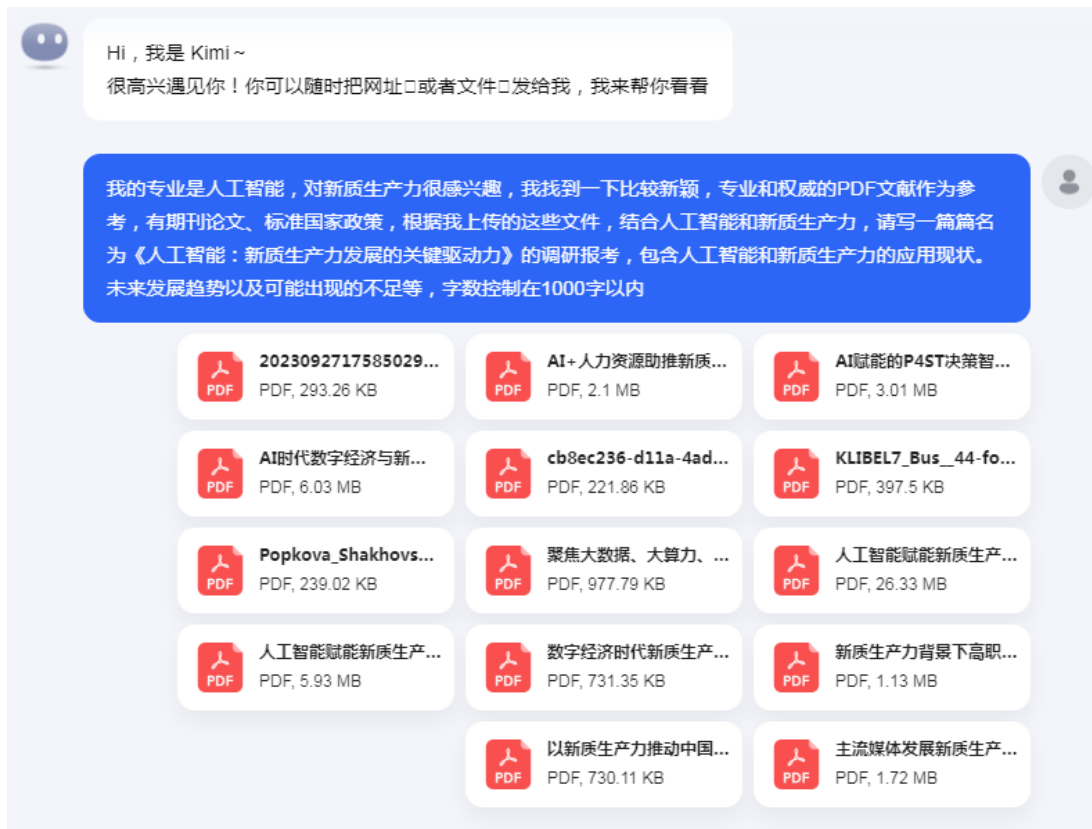 Hi，我是 Kimi~
很高兴遇见你！你可以随时把网址□或者文件□发给我，我来帮你看看
我的专业是人工智能，对新质生产力很感兴趣，我找到一下比较新颖，专业和权威的PDF文献作为参
考，有期刊论文、标准国家政策，根据我上传的这些文件，结合人工智能和新质生产力，请写一篇篇名
为《人工智能：新质生产力发展的关键驱动力》的调研报考，包含人工智能和新质生产力的应用现状。
未来发展趋势以及可能出现的不足等，字数控制在1000字以内
PDF
2023092717585029...
PDF, 293.26 KB
PDF
AI+人力资源助推新质...
PDF, 2.1 MB
PDF
AI赋能的P4ST决策智...
PDF, 3.01 MB
PDF
AI时代数字经济与新...
PDF, 6.03 MB
PDF
cb8ec236-d11a-4ad...
PDF, 221.86 KB
PDF
KLIBEL7_Bus__44-fo...
PDF, 397.5 KB
PDF
Popkova_Shakhovs...
PDF, 239.02 KB
PDF
聚焦大数据、大算力、...
PDF, 977.79 KB
PDF
人工智能赋能新质生产...
PDF, 26.33 MB
PDF
人工智能赋能新质生产...
PDF, 5.93 MB
PDF
数字经济时代新质生产...
PDF, 731.35 KB
PDF
新质生产力背景下高职...
PDF, 1.13 MB
PDF
以新质生产力推动中国...
PDF, 730.11 KB
PDF
主流媒体发展新质生产...
PDF, 1.72 MB